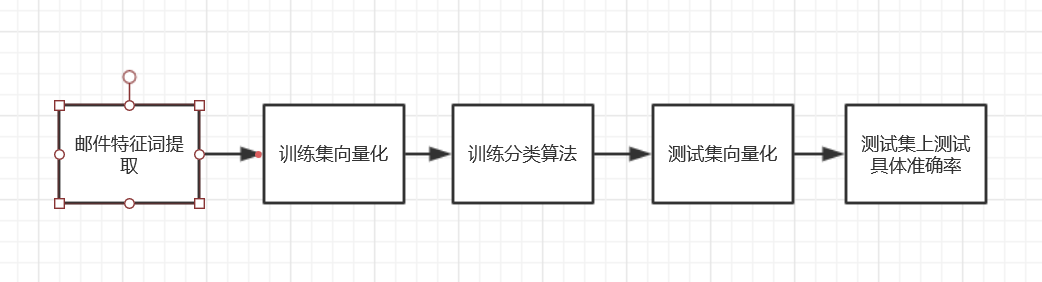 邮件特征词提
取
训练集向量化
训练分类算法
测试集向量化
测试集上测试
具体准确率